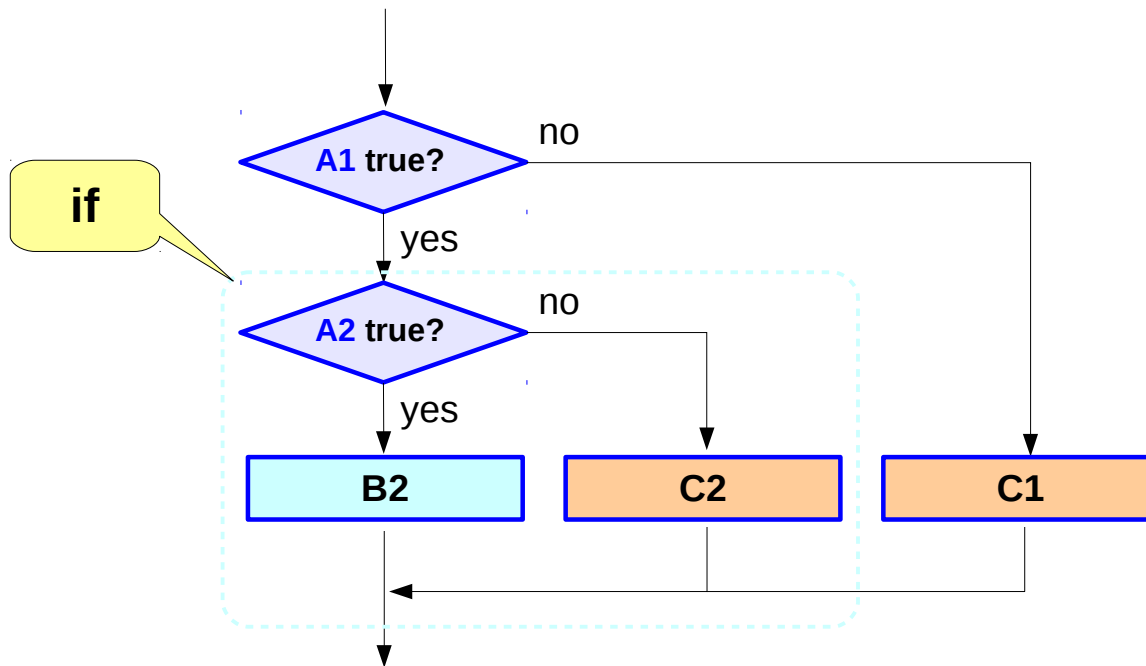 no
A1 true?
if
yes
no
A2 true?
yes
B2
C2
C1